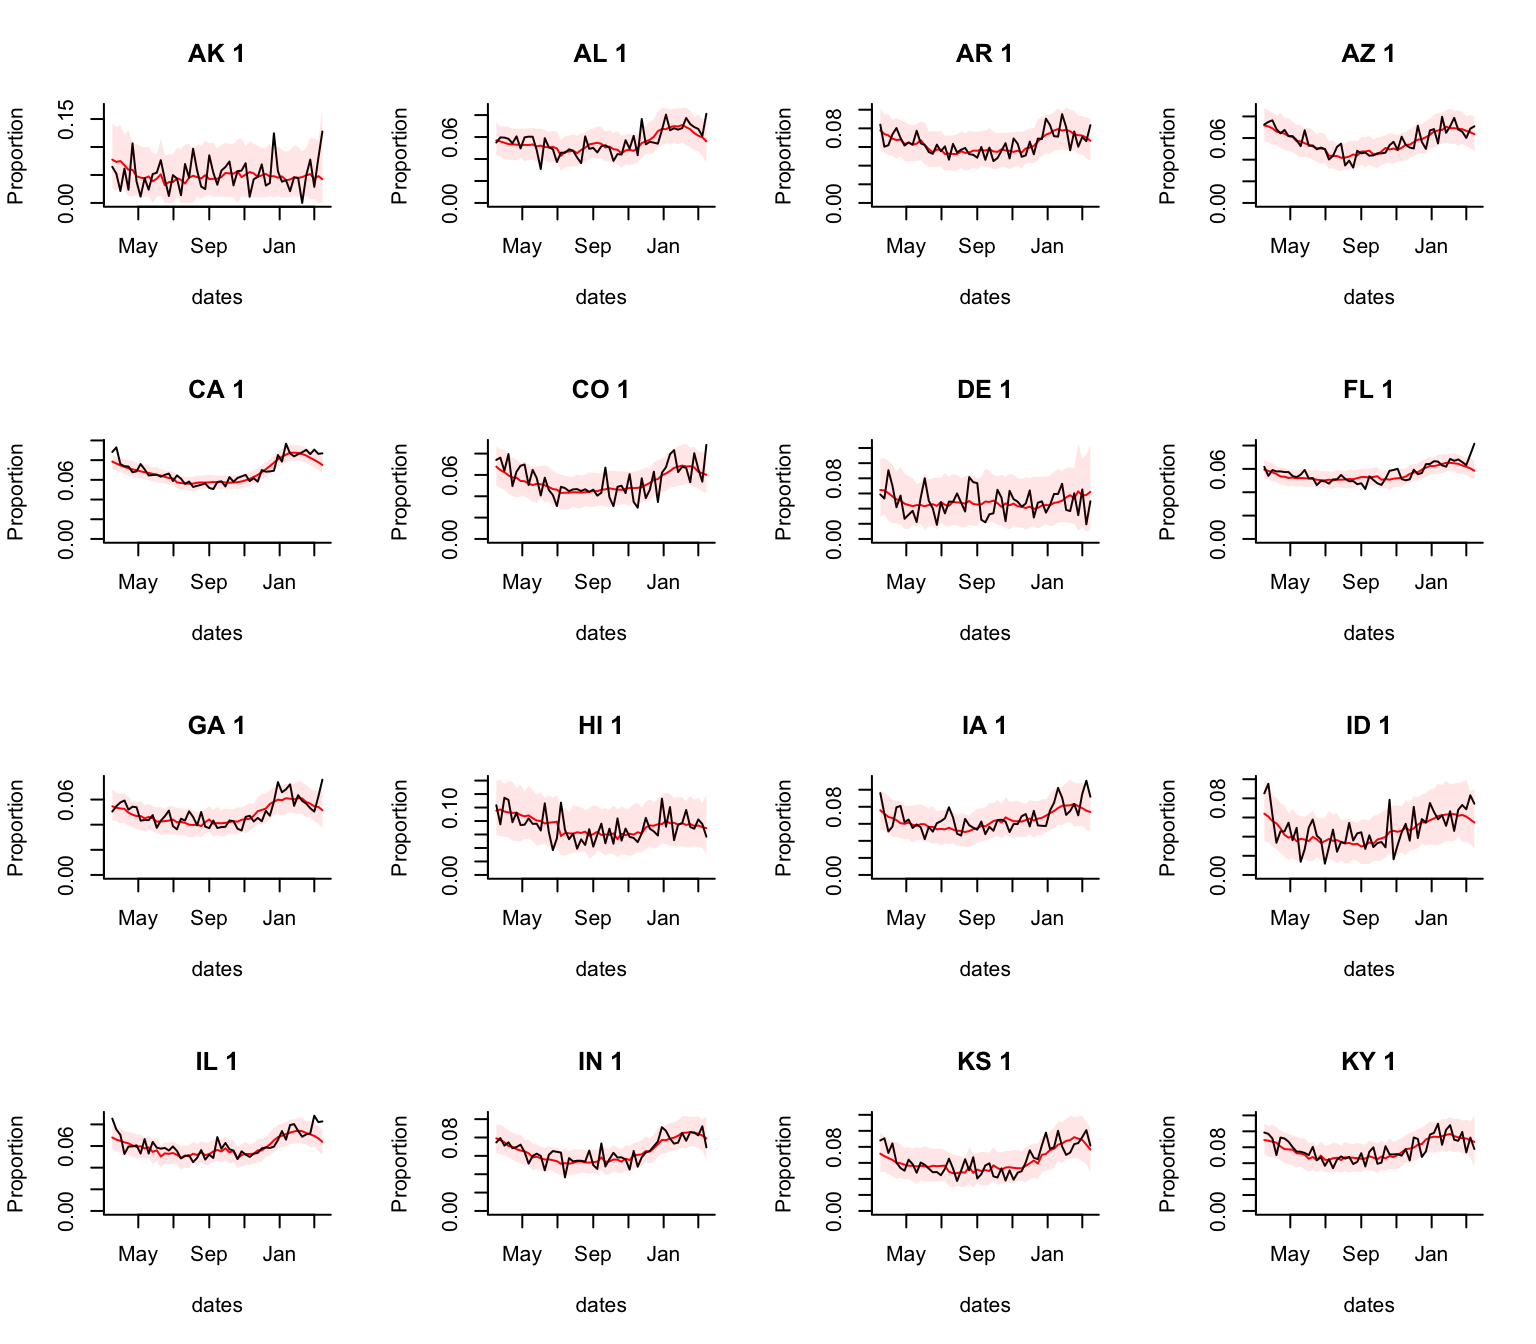 AK 1
AL 1
AR 1
AZ 1
Proportion
0.00 0.15
Proportion
0.00 0.06
Proportion
0.00 0.08
Proportion
0.00 0.06
May Sep Jan
May Sep Jan
May Sep Jan
May Sep Jan
dates
dates
dates
dates
CA 1
CO 1
DE 1
FL 1
Proportion
0.00 0.06
Proportion
0.00 0.06
Proportion
0.00 0.08
Proportion
0.00 0.06
May Sep Jan
May Sep Jan
May Sep Jan
May Sep Jan
dates
dates
dates
dates
GA 1
HI 1
IA 1
ID 1
Proportion
0.00 0.06
Proportion
0.00 0.10
Proportion
0.00 0.08
Proportion
0.00 0.08
May Sep Jan
May Sep Jan
May Sep Jan
May Sep Jan
dates
dates
dates
dates
IL 1
IN 1
KS 1
KY 1
Proportion
0.00 0.06
Proportion
0.00 0.08
Proportion
0.00 0.08
Proportion
0.00 0.08
May Sep Jan
May Sep Jan
May Sep Jan
May Sep Jan
dates
dates
dates
dates